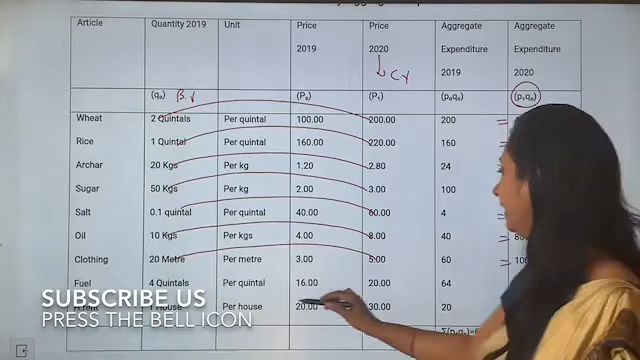 Article Quantity 2019 Unit Price 2019 Price 2020 Aggregate Expenditure 2019 Aggregate Expenditure 2020
↓ C.Y
(q₀) B.Y (P₀) (P₁) (p₀q₀) (p₁q₀)
Wheat 2 Quintals Per quintal 100.00 200.00 200 =
Rice 1 Quintal Per quintal 160.00 220.00 160 =
Archar 20 Kgs Per kg 1.20 2.80 24
Sugar 50 Kgs Per kg 2.00 3.00 100
Salt 0.1 quintal Per quintal 40.00 60.00 4 =
Oil 10 Kgs Per kgs 4.00 8.00 40 =
Clothing 20 Metre Per metre 3.00 5.00 60 = 100
Fuel 4 Quintals Per quintal 16.00 20.00 64
H.rent 1 House Per house 20.00 30.00 20
SUBSCRIBE US
PRESS THE BELL ICON